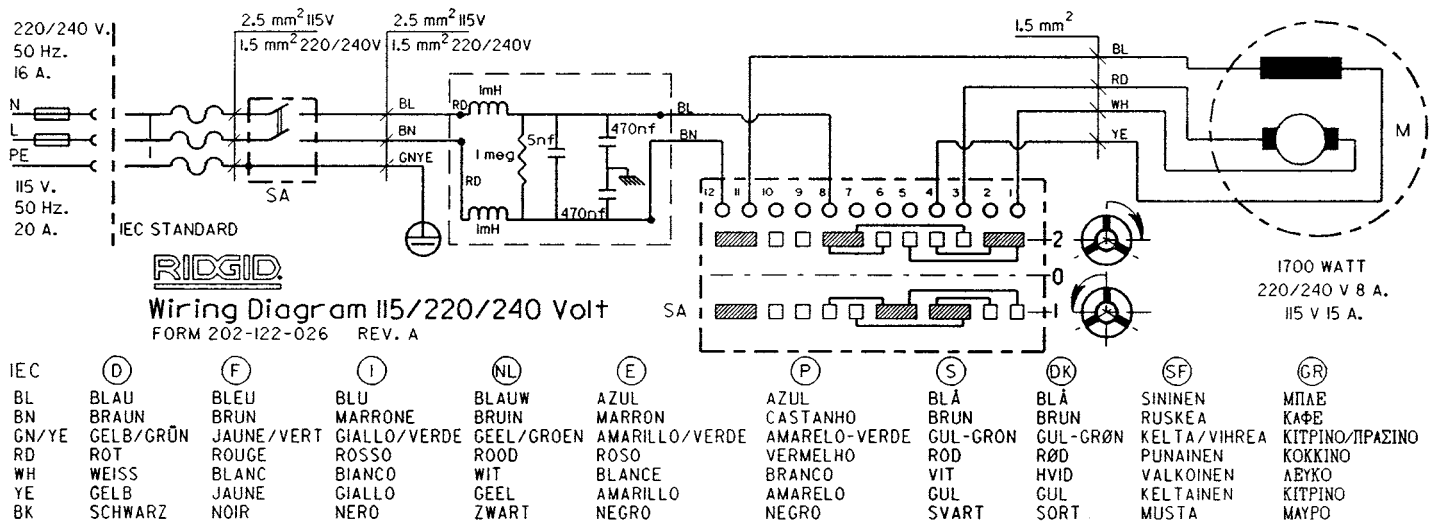 220/240 V.
50 Hz.
16 A.
N
L
PE
115 V.
50 Hz.
20 A.
IEC STANDARD
2.5 mm² 115V
1.5 mm² 220/240V
SA
2.5 mm² 115V
1.5 mm² 220/240V
BL
BN
GNYE
RD
1mH
1 meg
5nf
470nf
RD
470nf
1mH
BL
BN
1.5 mm²
BL
RD
WH
YE
M
12 11 10 9 8 7 6 5 4 3 2 1
2
0
SA
1
1700 WATT
220/240 V 8 A.
115 V 15 A.
RIDGID.
Wiring Diagram 115/220/240 Volt
FORM 202-122-026 REV. A
IEC D F I NL E P S DK SF GR
BL BLAU BLEU BLU BLAUW AZUL AZUL BLÅ BLÅ SININEN ΜΠΛΕ
BN BRAUN BRUN MARRONE BRUIN MARRON CASTANHO BRUN BRUN RUSKEA ΚΑΦΕ
GN/YE GELB/GRÜN JAUNE/VERT GIALLO/VERDE GEEL/GROEN AMARILLO/VERDE AMARELO-VERDE GUL-GRON GUL-GRØN KELTA/VIHREA ΚΙΤΡΙΝΟ/ΠΡΑΣΙΝΟ
RD ROT ROUGE ROSSO ROOD ROSO VERMELHO ROD RØD PUNAINEN ΚΟΚΚΙΝΟ
WH WEISS BLANC BIANCO WIT BLANCE BRANCO VIT HVID VALKOINEN ΛΕΥΚΟ
YE GELB JAUNE GIALLO GEEL AMARILLO AMARELO GUL GUL KELTAINEN ΚΙΤΡΙΝΟ
BK SCHWARZ NOIR NERO ZWART NEGRO NEGRO SVART SORT MUSTA ΜΑΥΡΟ